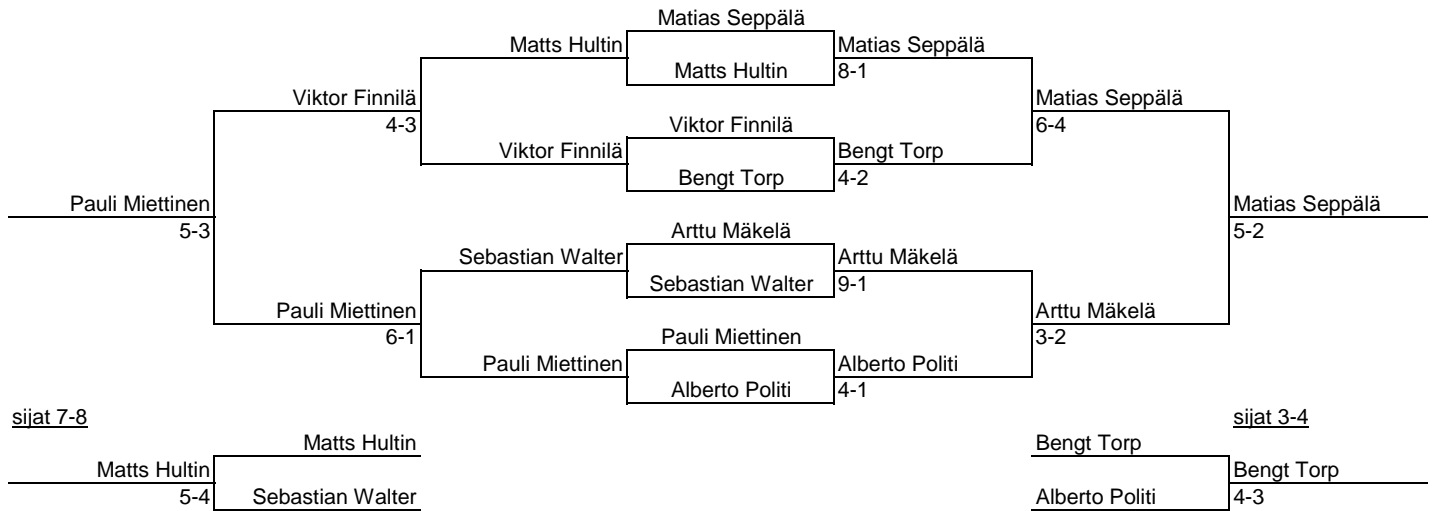 Matias Seppälä
Matts Hultin Matias Seppälä
Matts Hultin 8-1
Viktor Finnilä Matias Seppälä
4-3 Viktor Finnilä 6-4
Viktor Finnilä Bengt Torp
Bengt Torp 4-2
Pauli Miettinen Matias Seppälä
5-3 Arttu Mäkelä 5-2
Sebastian Walter Arttu Mäkelä
Sebastian Walter 9-1
Pauli Miettinen Arttu Mäkelä
6-1 Pauli Miettinen 3-2
Pauli Miettinen Alberto Politi
Alberto Politi 4-1
sijat 7-8 sijat 3-4
Matts Hultin Bengt Torp
Matts Hultin Bengt Torp
5-4 Sebastian Walter Alberto Politi 4-3